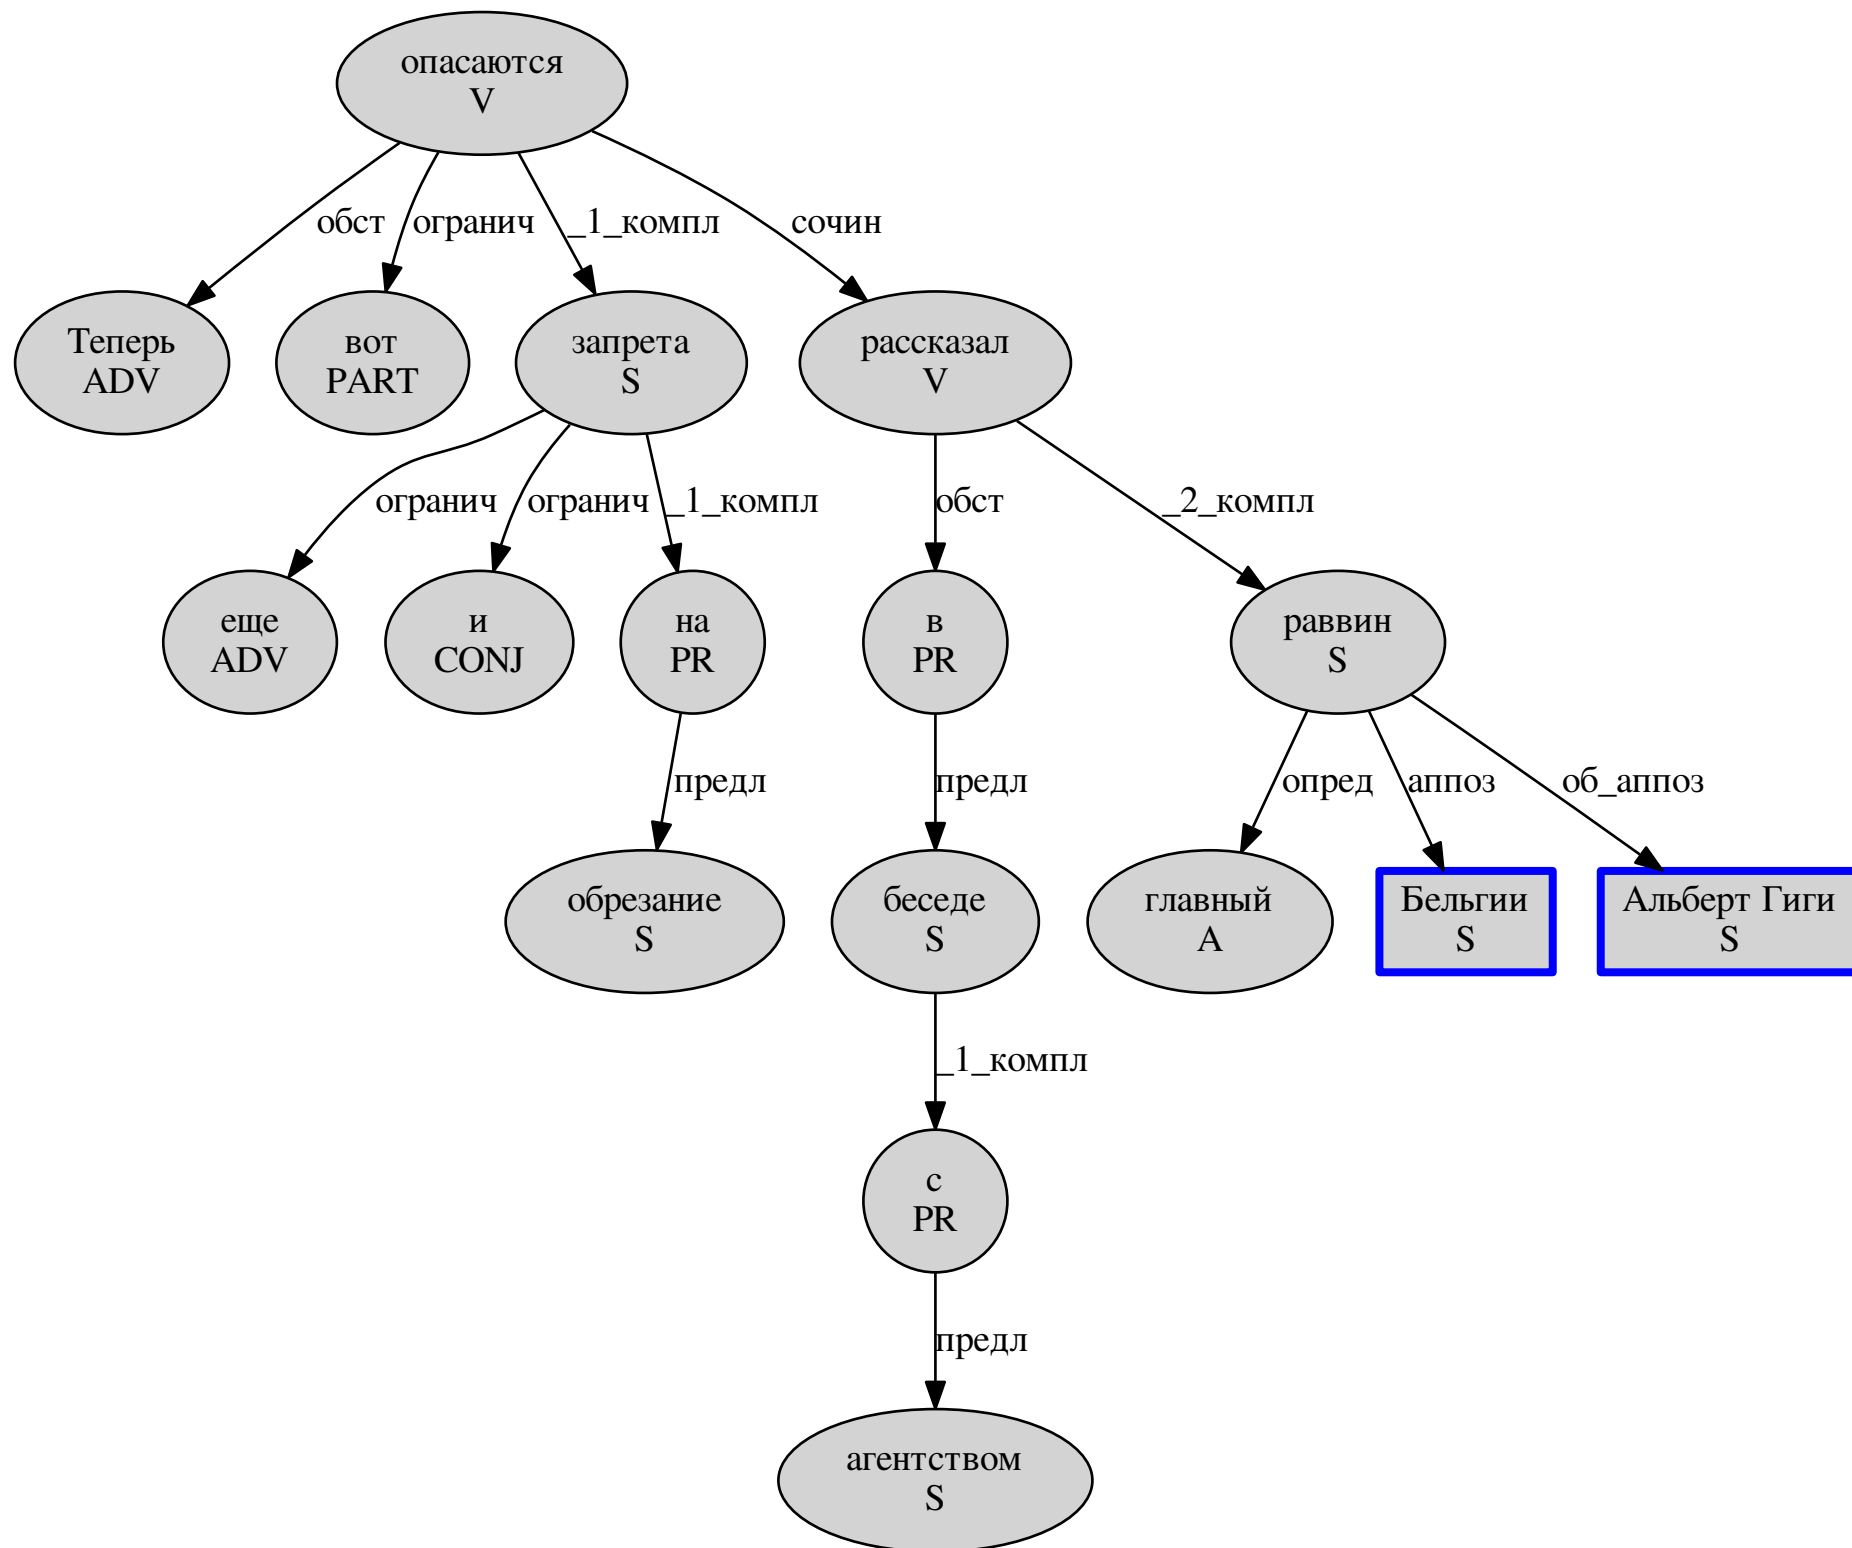 опасаются
V
обст
огранич
_1_компл
сочин
Теперь
ADV
вот
PART
запрета
S
рассказал
V
огранич
огранич
_1_компл
обст
_2_компл
еще
ADV
и
CONJ
на
PR
в
PR
раввин
S
предл
предл
опред
аппоз
об_аппоз
обрезание
S
беседе
S
главный
A
Бельгии
S
Альберт Гиги
S
_1_компл
с
PR
предл
агентством
S